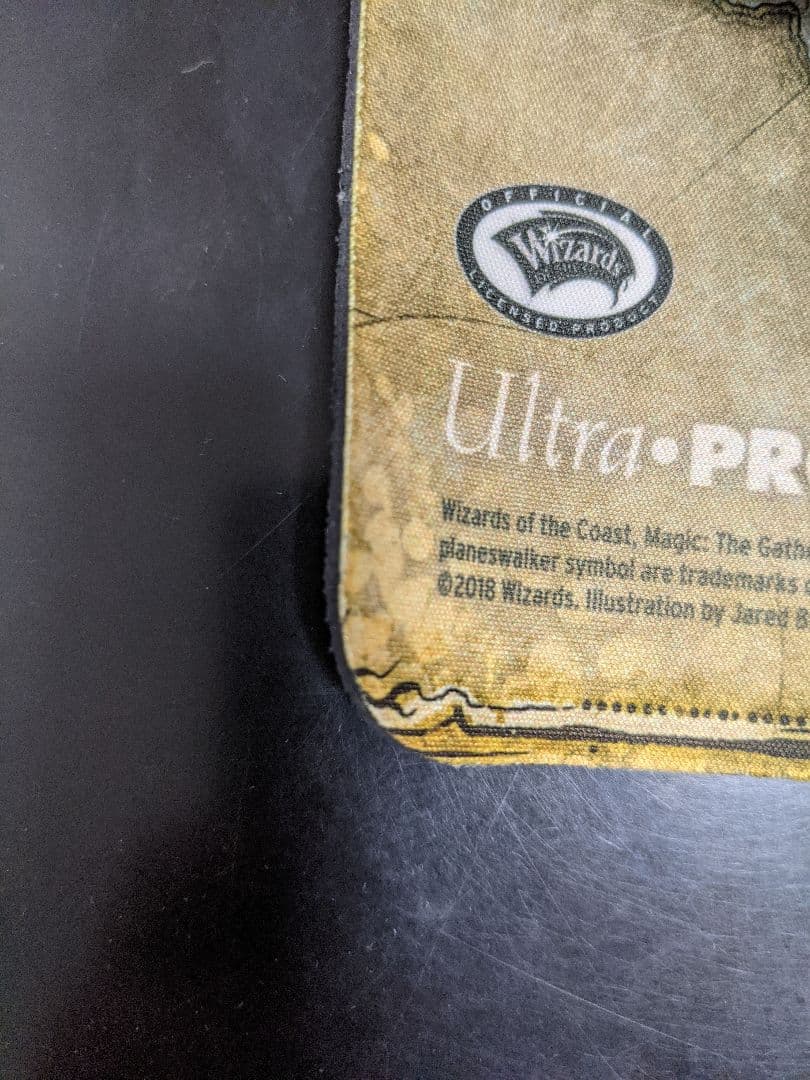 OFFICIAL
Wizards
LICENSED PRODUCT
Ultra•PR
Wizards of the Coast, Magic: The Gath
planeswalker symbol are trademarks
©2018 Wizards. Illustration by Jared B